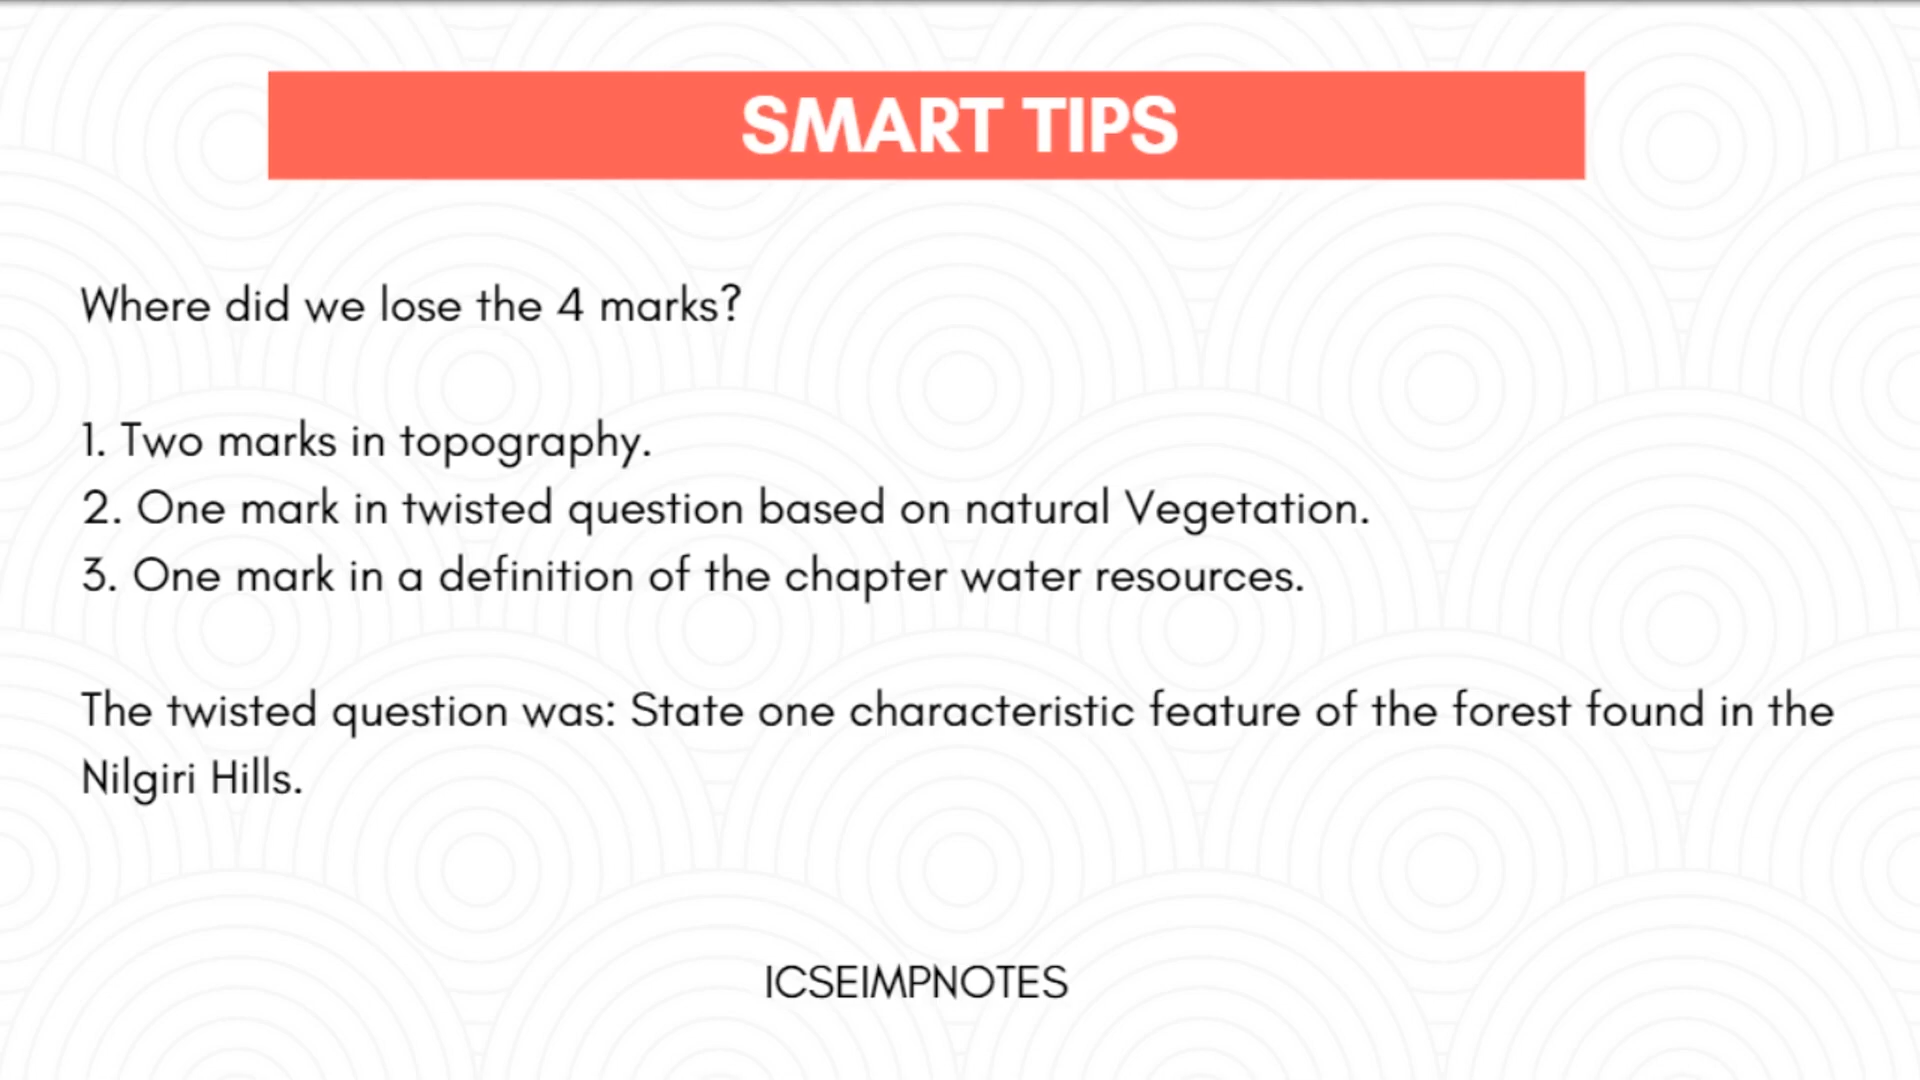 SMART TIPS
Where did we lose the 4 marks?
1. Two marks in topography.
2. One mark in twisted question based on natural Vegetation.
3. One mark in a definition of the chapter water resources.
The twisted question was: State one characteristic feature of the forest found in the
Nilgiri Hills.
ICSEIMPNOTES